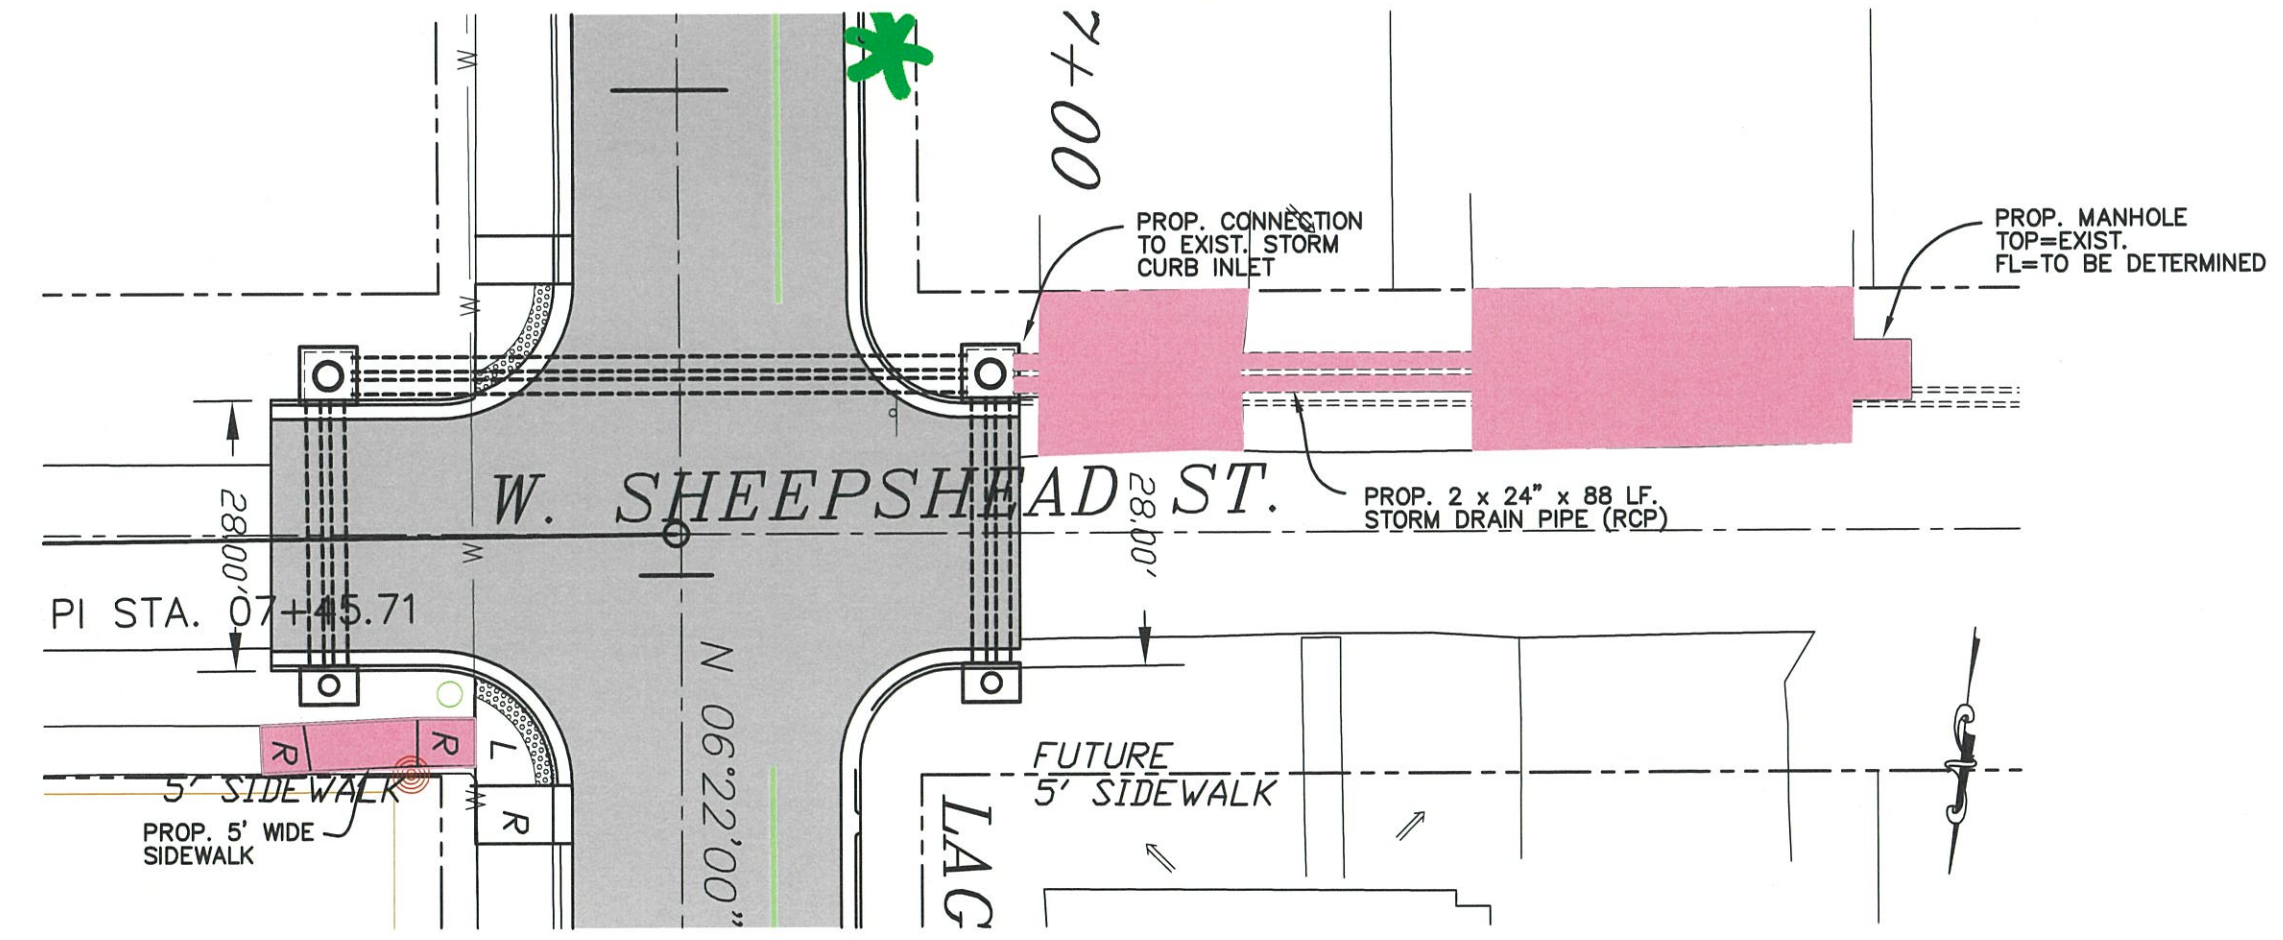 7+00
PROP. CONNECTION
TO EXIST. STORM
CURB INLET
PROP. MANHOLE
TOP=EXIST.
FL=TO BE DETERMINED
W
W
W. SHEEPSHEAD ST.
28.00'
28.00'
PROP. 2 x 24" x 88 LF.
STORM DRAIN PIPE (RCP)
W
PI STA. 07+45.71
N 06°22'00"
R
R
L
5' SIDEWALK
W
R
PROP. 5' WIDE
SIDEWALK
FUTURE
5' SIDEWALK
LAG